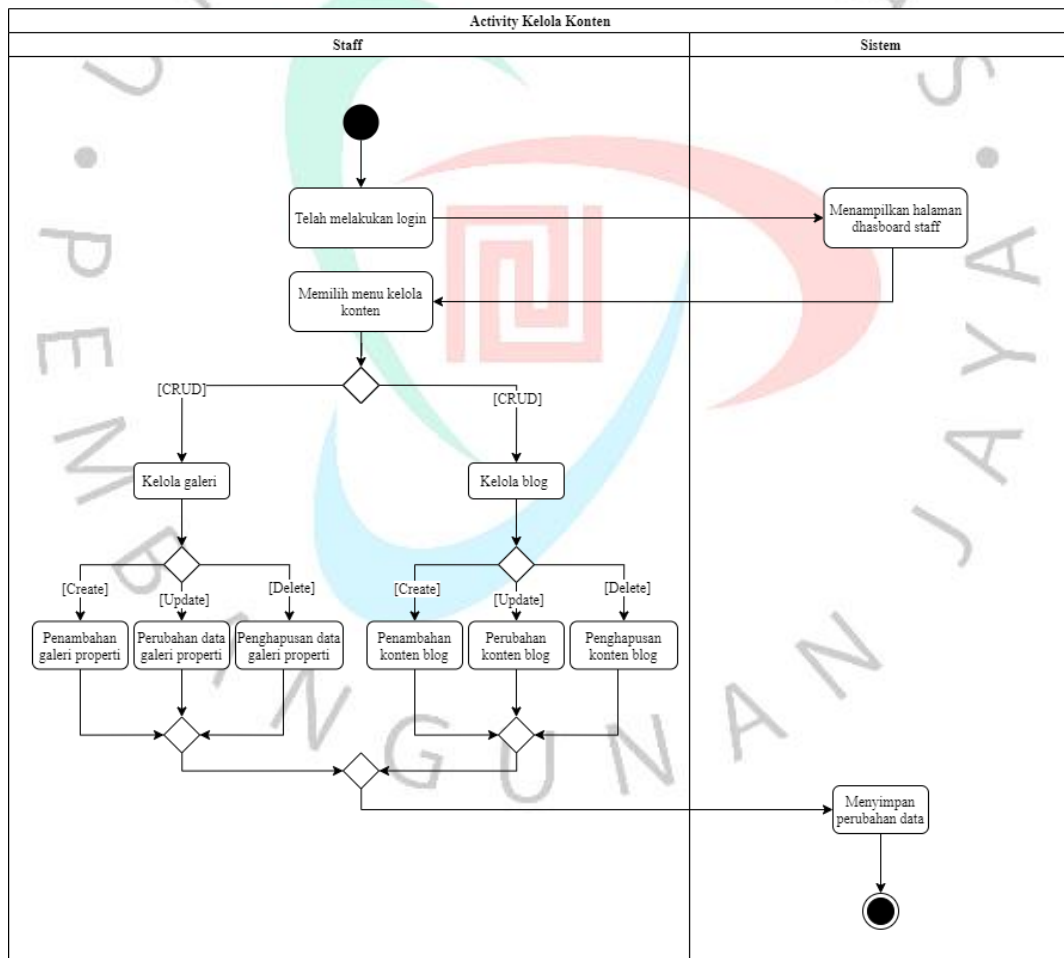 Activity Kelola Konten
Staff
Sistem
Telah melakukan login
Menampilkan halaman
dhasboard staff
Memilih menu kelola
konten
[CRUD]
[CRUD]
Kelola galeri
Kelola blog
[Create]
[Update]
[Delete]
[Create]
[Update]
[Delete]
Penambahan
galeri properti
Perubahan data
galeri properti
Penghapusan data
galeri properti
Penambahan
konten blog
Perubahan
konten blog
Penghapusan
konten blog
Menyimpan
perubahan data
PEMBANGUNAN JAYA